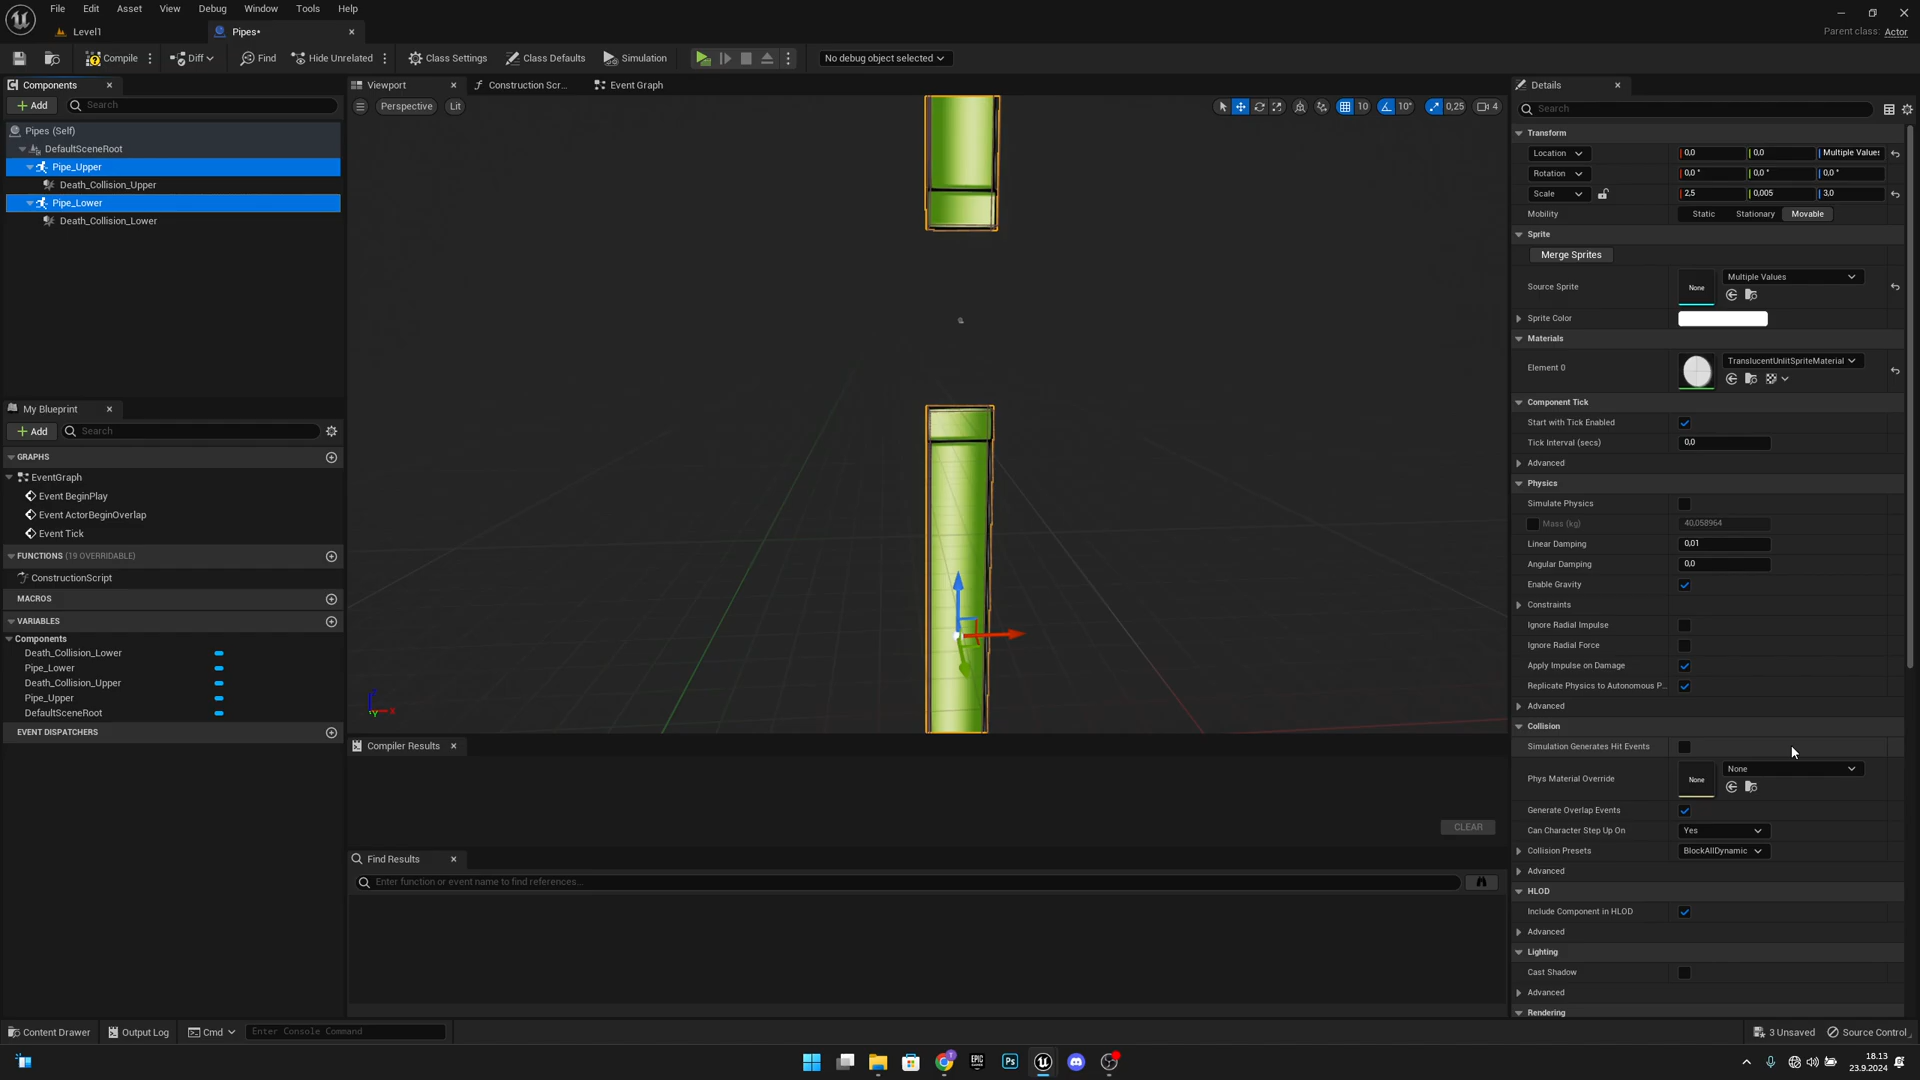 File Edit Asset View Debug Window Tools Help
Level1
Pipes•
Parent class: Actor
Compile Diff Find Hide Unrelated Class Settings Class Defaults Simulation No debug object selected
Components
Add Search
Pipes (Self)
DefaultSceneRoot
Pipe_Upper
Death_Collision_Upper
Pipe_Lower
Death_Collision_Lower
My Blueprint
Add Search
GRAPHS
EventGraph
Event BeginPlay
Event ActorBeginOverlap
Event Tick
FUNCTIONS (19 OVERRIDABLE)
ConstructionScript
MACROS
VARIABLES
Components
Death_Collision_Lower
Pipe_Lower
Death_Collision_Upper
Pipe_Upper
DefaultSceneRoot
EVENT DISPATCHERS
Viewport Construction Scr... Event Graph
Perspective Lit 10 10° 0,25 4
Z
X
Y
Compiler Results
CLEAR
Find Results
Enter function or event name to find references...
Details
Search
Transform
Location 0,0 0,0 Multiple Values
Rotation 0,0 ° 0,0 ° 0,0 °
Scale 2,5 0,005 3,0
Mobility Static Stationary Movable
Sprite
Merge Sprites
Source Sprite None Multiple Values
Sprite Color
Materials
Element 0 TranslucentUnlitSpriteMaterial
Component Tick
Start with Tick Enabled
Tick Interval (secs) 0,0
Advanced
Physics
Simulate Physics
Mass (kg) 40,058964
Linear Damping 0,01
Angular Damping 0,0
Enable Gravity
Constraints
Ignore Radial Impulse
Ignore Radial Force
Apply Impulse on Damage
Replicate Physics to Autonomous P...
Advanced
Collision
Simulation Generates Hit Events
Phys Material Override None None
Generate Overlap Events
Can Character Step Up On Yes
Collision Presets BlockAllDynamic
Advanced
HLOD
Include Component in HLOD
Advanced
Lighting
Cast Shadow
Advanced
Rendering
Content Drawer Output Log Cmd Enter Console Command 3 Unsaved Source Control
EPIC GAMES Ps
18.13
23.9.2024